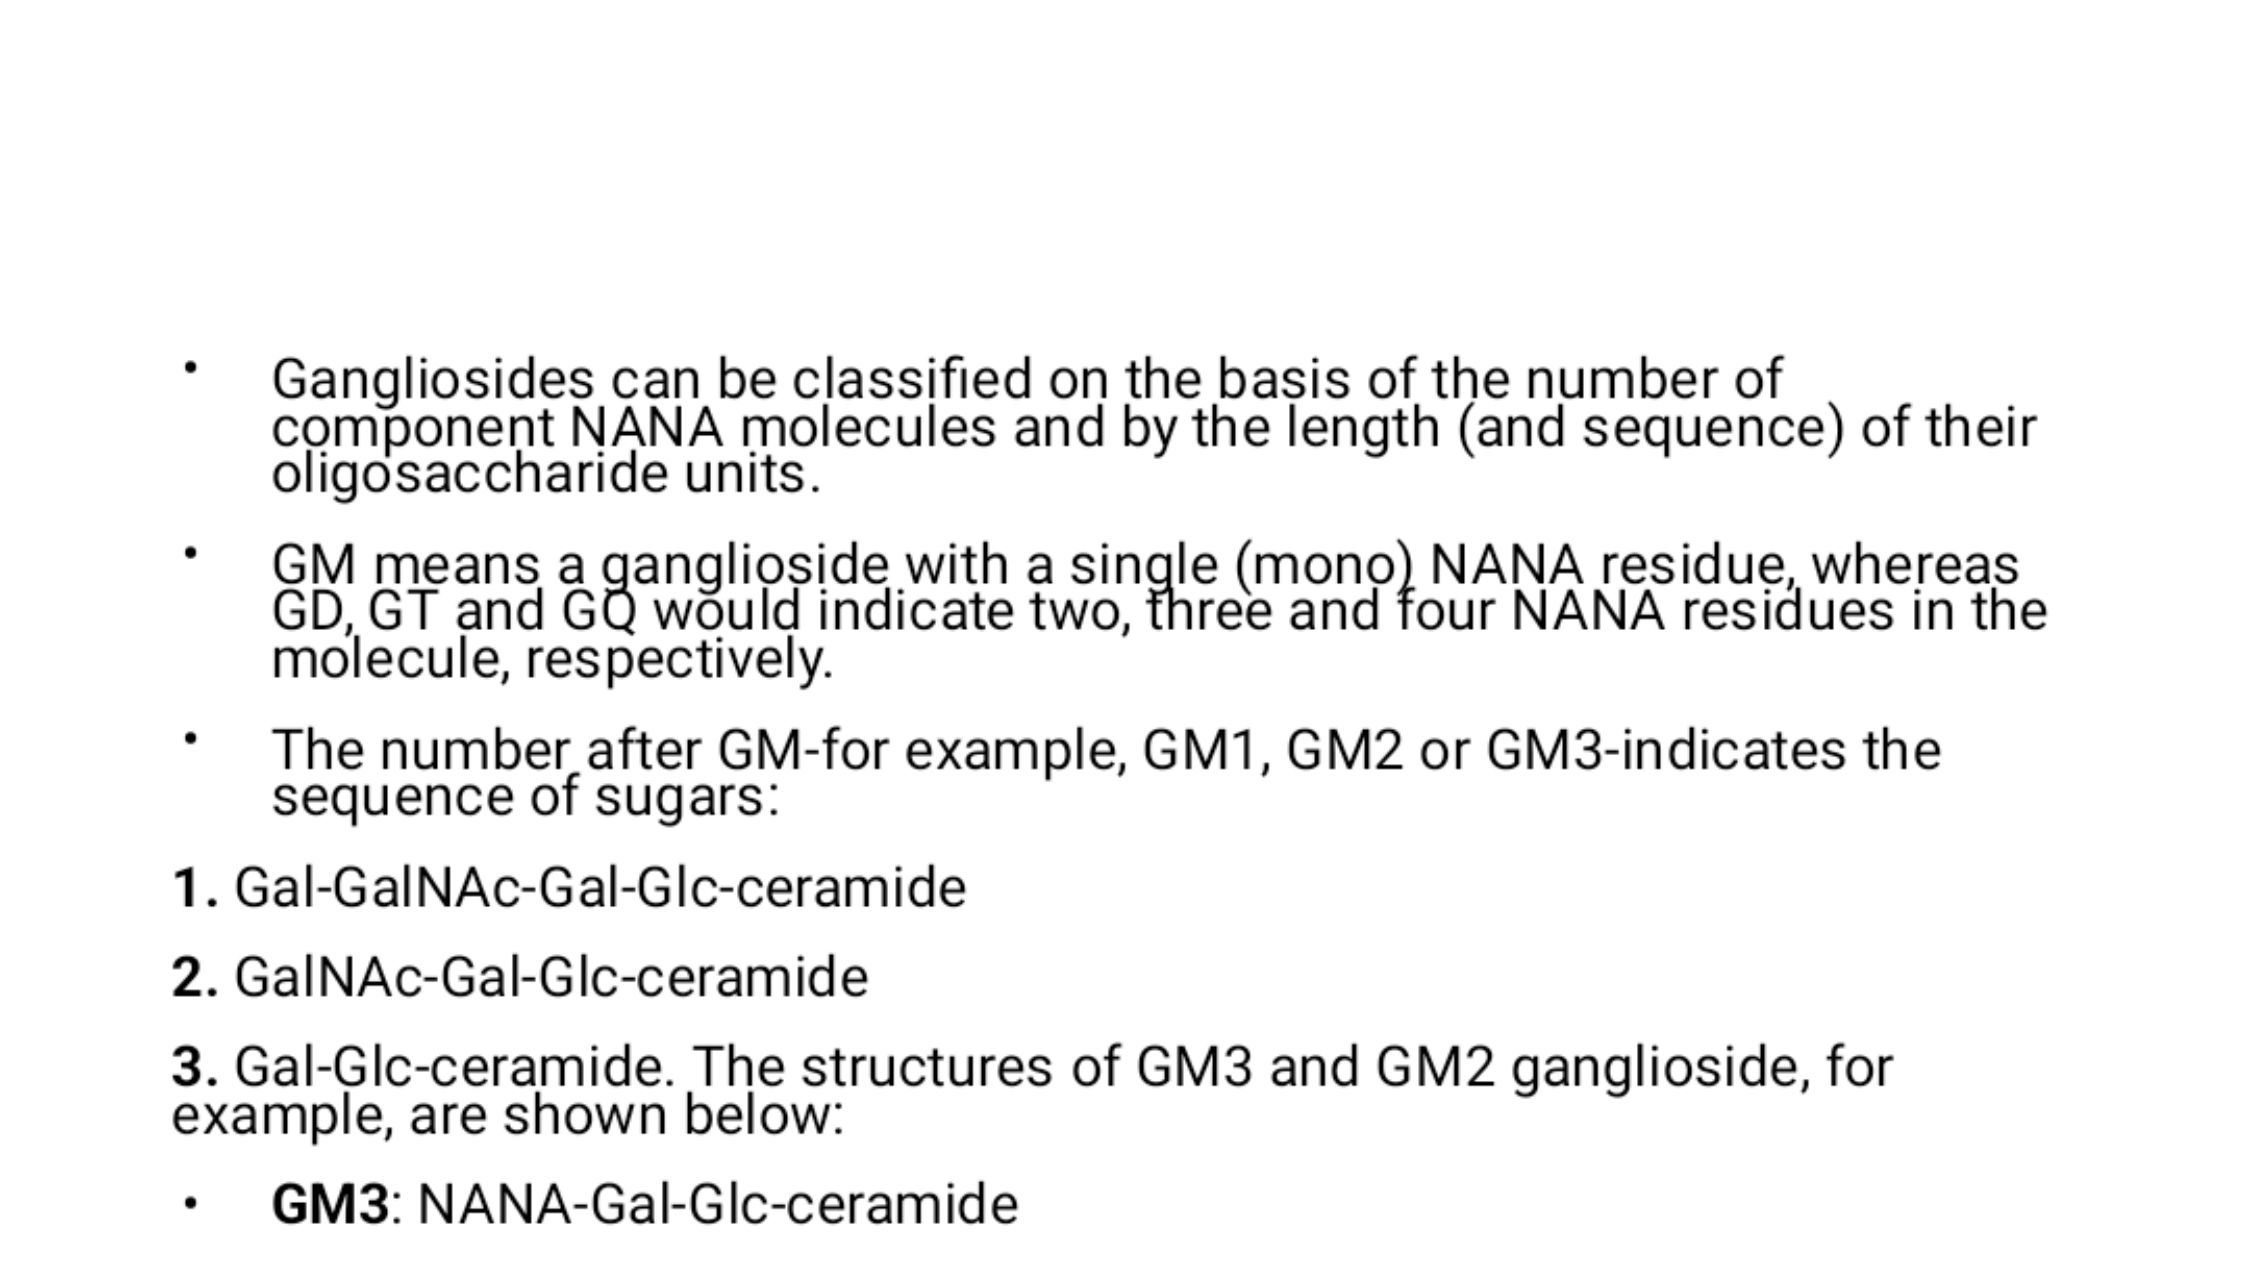 • Gangliosides can be classified on the basis of the number of
component NANA molecules and by the length (and sequence) of their
oligosaccharide units.
• GM means a ganglioside with a single (mono) NANA residue, whereas
GD, GT and GQ would indicate two, three and four NANA residues in the
molecule, respectively.
• The number after GM-for example, GM1, GM2 or GM3-indicates the
sequence of sugars:
1. Gal-GalNAc-Gal-Glc-ceramide
2. GalNAc-Gal-Glc-ceramide
3. Gal-Glc-ceramide. The structures of GM3 and GM2 ganglioside, for
example, are shown below:
• GM3: NANA-Gal-Glc-ceramide